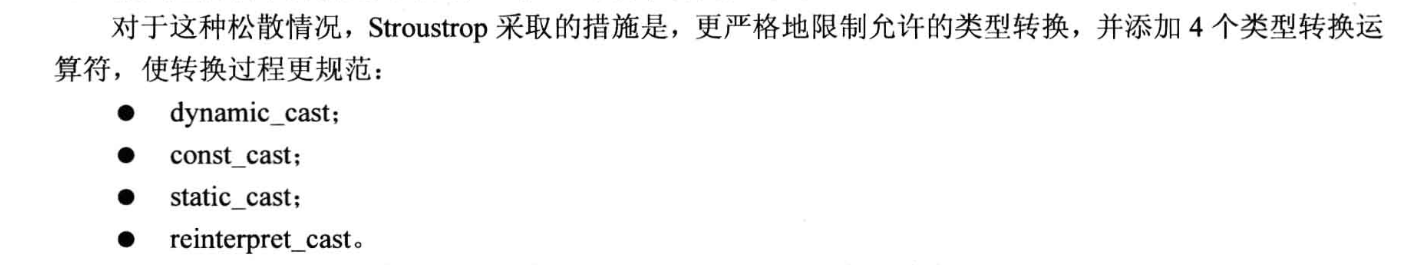 对于这种松散情况，Stroustrop 采取的措施是，更严格地限制允许的类型转换，并添加 4 个类型转换运
算符，使转换过程更规范：
● dynamic_cast；
● const_cast；
● static_cast；
● reinterpret_cast。